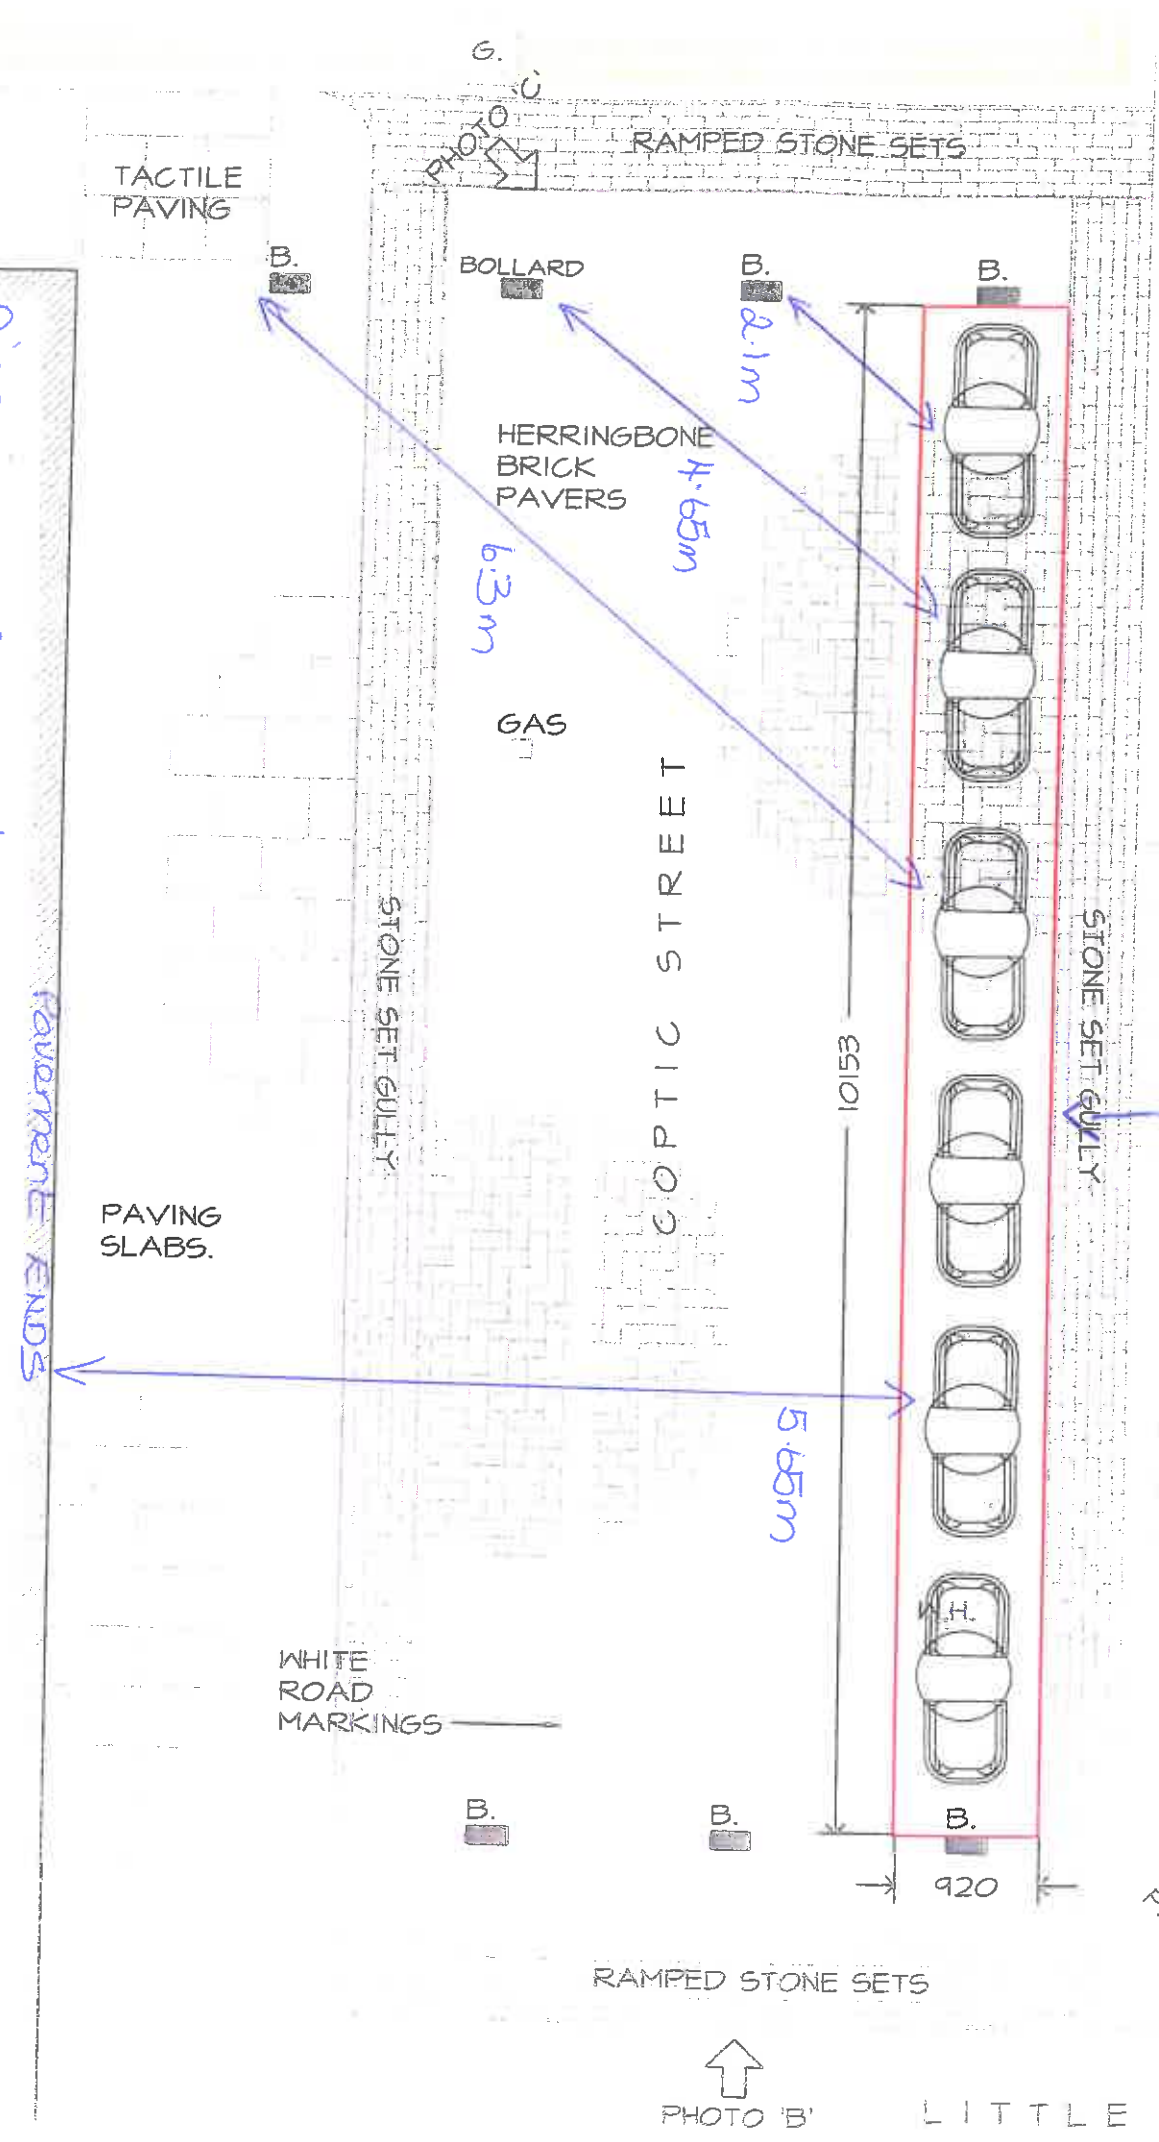 G.
PHOTO 'C'
RAMPED STONE SETS
TACTILE
PAVING
B.
BOLLARD
B.
B.
2.1m
HERRINGBONE
BRICK
PAVERS
4.65m
6.3m
GAS
COPTIC STREET
STONE SET GULLY
STONE SET GULLY
10153
Pavement ENDS
PAVING
SLABS.
5.65m
W.H.
WHITE
ROAD
MARKINGS
B.
B.
B.
920
RAMPED STONE SETS
PHOTO 'B'
LITTLE